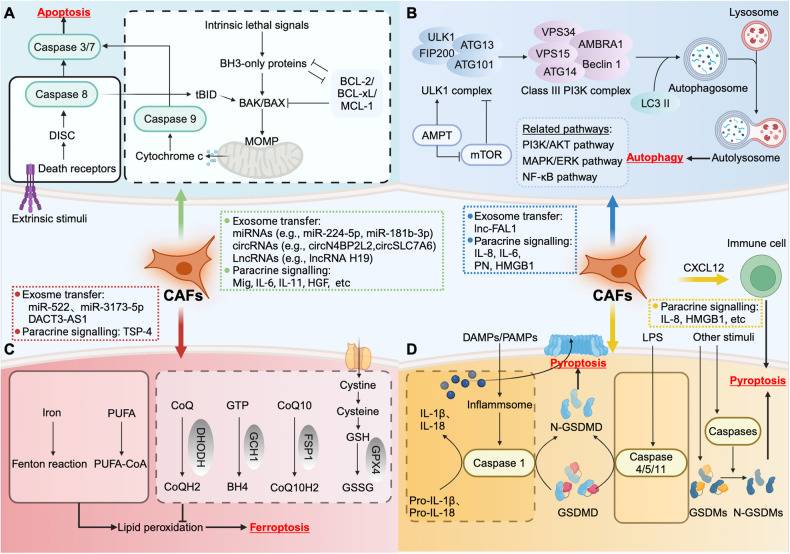 A
Apoptosis
Caspase 3/7
Caspase 8
DISC
Death receptors
Extrinsic stimuli
Intrinsic lethal signals
BH3-only proteins
BCL-2/
BCL-xL/
MCL-1
tBID
BAK/BAX
Caspase 9
MOMP
Cytochrome c
B
ULK1
FIP200
ATG13
ATG101
ULK1 complex
VPS34
VPS15
ATG14
AMBRA1
Beclin 1
Class III PI3K complex
LC3 II
Lysosome
Autophagosome
Autolysosome
AMPT
mTOR
Related pathways:
PI3K/AKT pathway
MAPK/ERK pathway
NF-κB pathway
Autophagy
CAFs
Exosome transfer:
miRNAs (e.g., miR-224-5p, miR-181b-3p)
circRNAs (e.g., circN4BP2L2,circSLC7A6)
LncRNAs (e.g., lncRNA H19)
Paracrine signalling:
Mig, IL-6, IL-11, HGF, etc
Exosome transfer:
lnc-FAL1
Paracrine signalling:
IL-8, IL-6,
PN, HMGB1
CAFs
CXCL12
Immune cell
Exosme transfer:
miR-522、miR-3173-5p
DACT3-AS1
Paracrine signalling: TSP-4
Paracrine signalling:
IL-8, HMGB1, etc
C
Iron
Fenton reaction
PUFA
PUFA-CoA
CoQ
DHODH
CoQH2
GTP
GCH1
BH4
CoQ10
FSP1
CoQ10H2
Cystine
Cysteine
GSH
GPX4
GSSG
Lipid peroxidation
Ferroptosis
D
DAMPs/PAMPs
Inflammsome
IL-1β、
IL-18
Caspase 1
Pro-IL-1β、
Pro-IL-18
Pyroptosis
N-GSDMD
GSDMD
LPS
Caspase
4/5/11
Other stimuli
Caspases
GSDMs
N-GSDMs
Pyroptosis